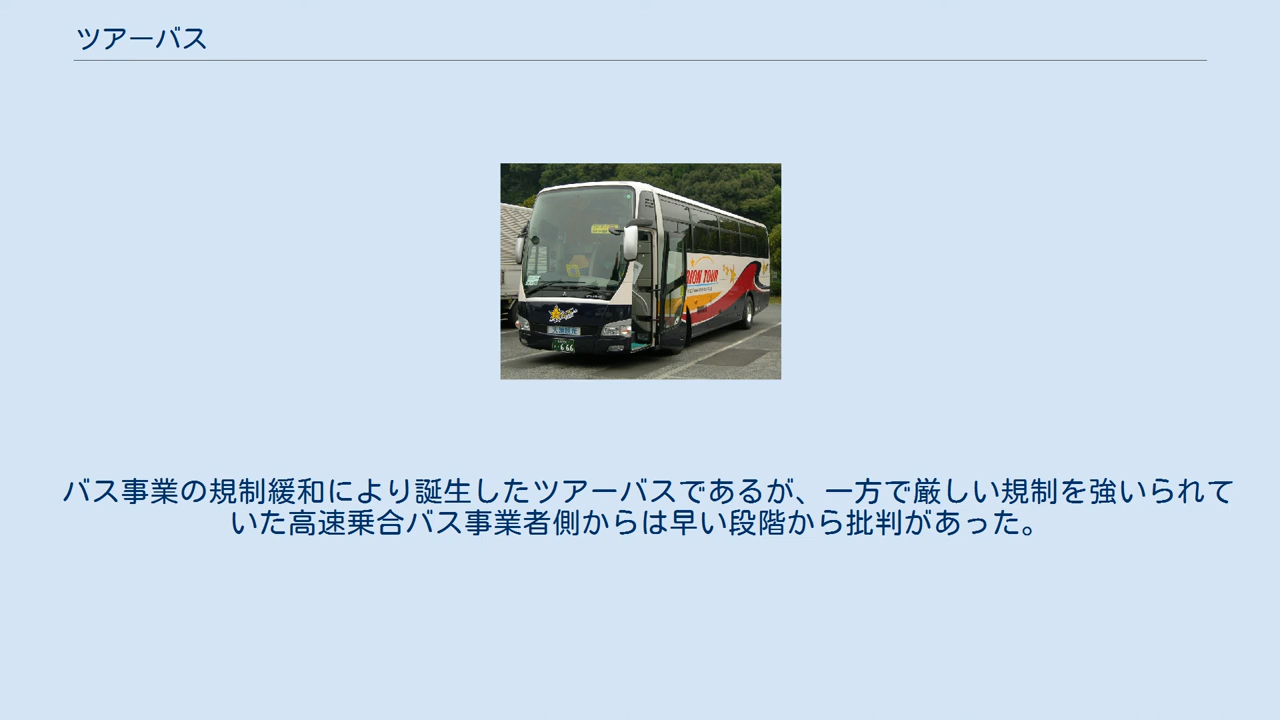 ツアーバス
RION TOUR
666
バス事業の規制緩和により誕生したツアーバスであるが、一方で厳しい規制を強いられて
いた高速乗合バス事業者側からは早い段階から批判があった。